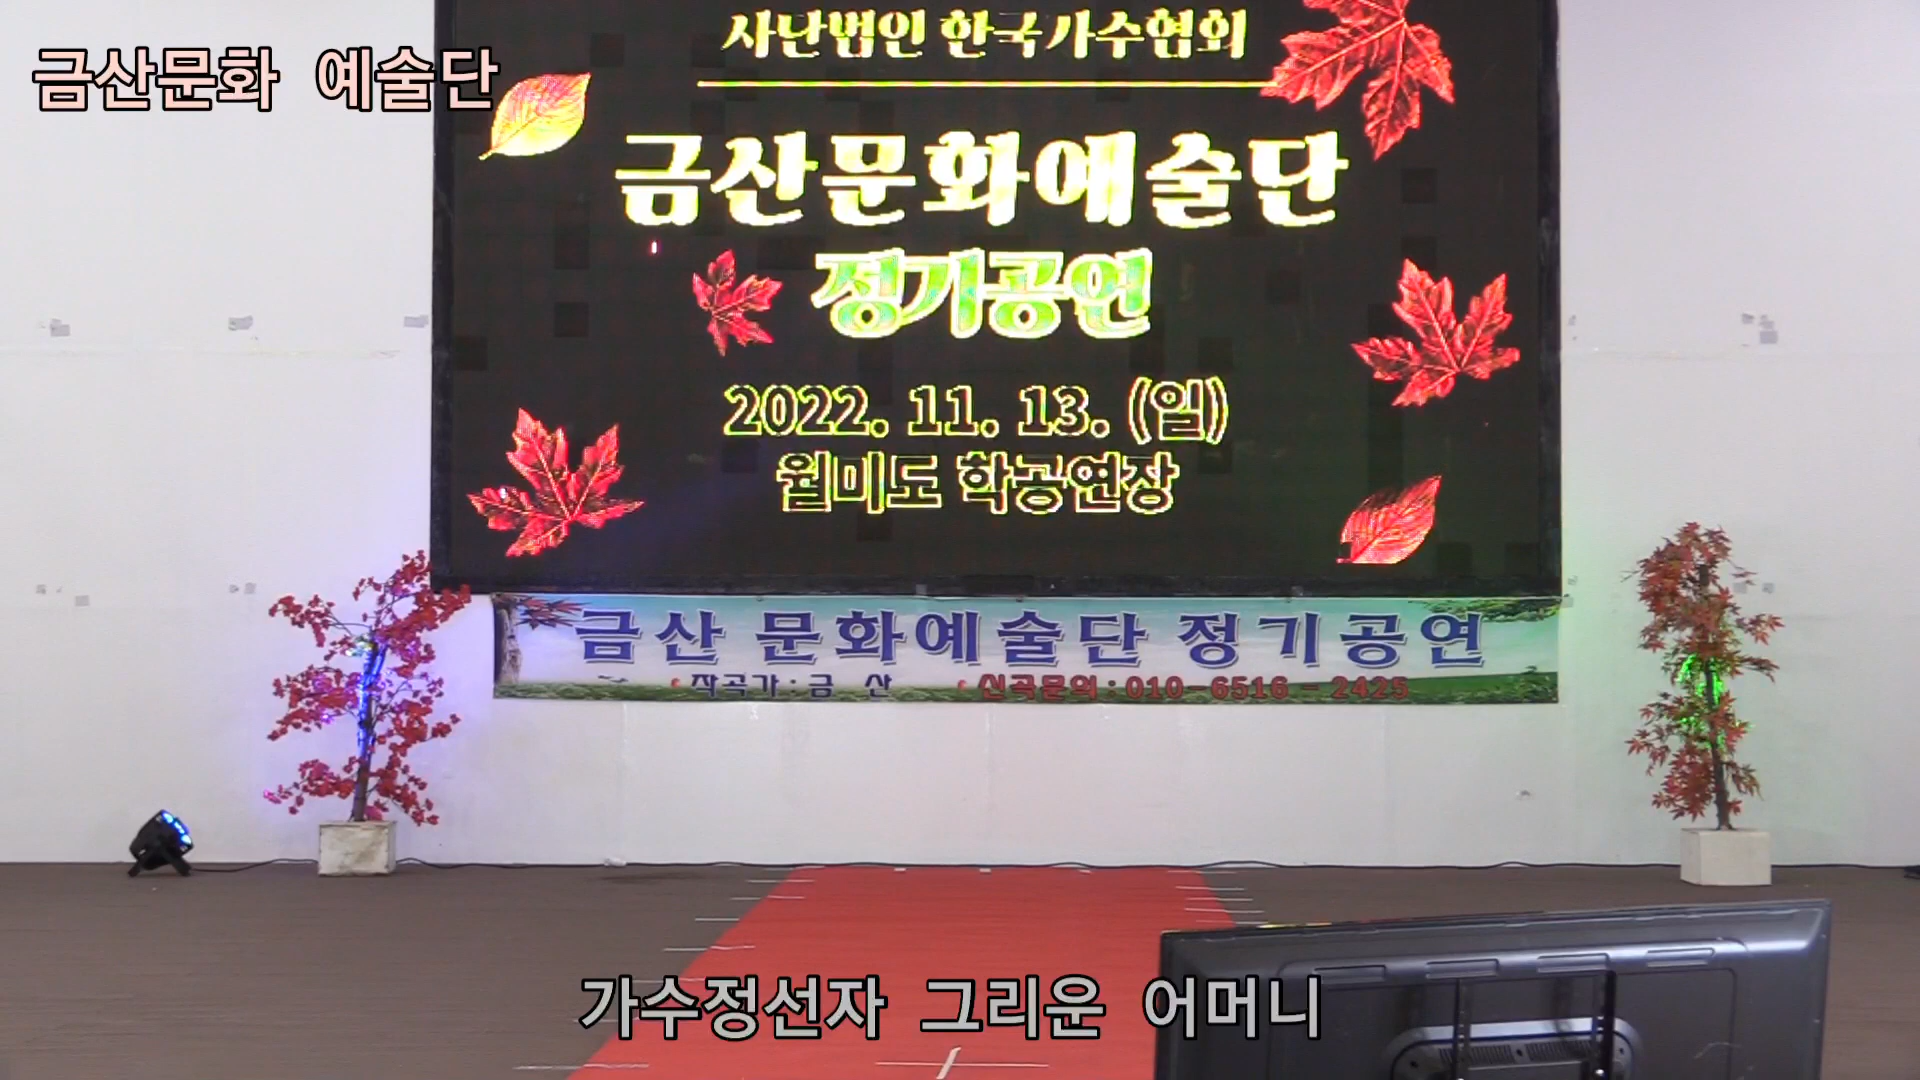 금산문화 예술단
사단법인 한국가수협회
금산문화예술단
정기공연
2022. 11. 13. (일)
월미도 학공연장
금산 문화예술단 정기공연
작곡가 : 금 산 신곡문의 : 010-6516-2425
가수정선자 그리운 어머니